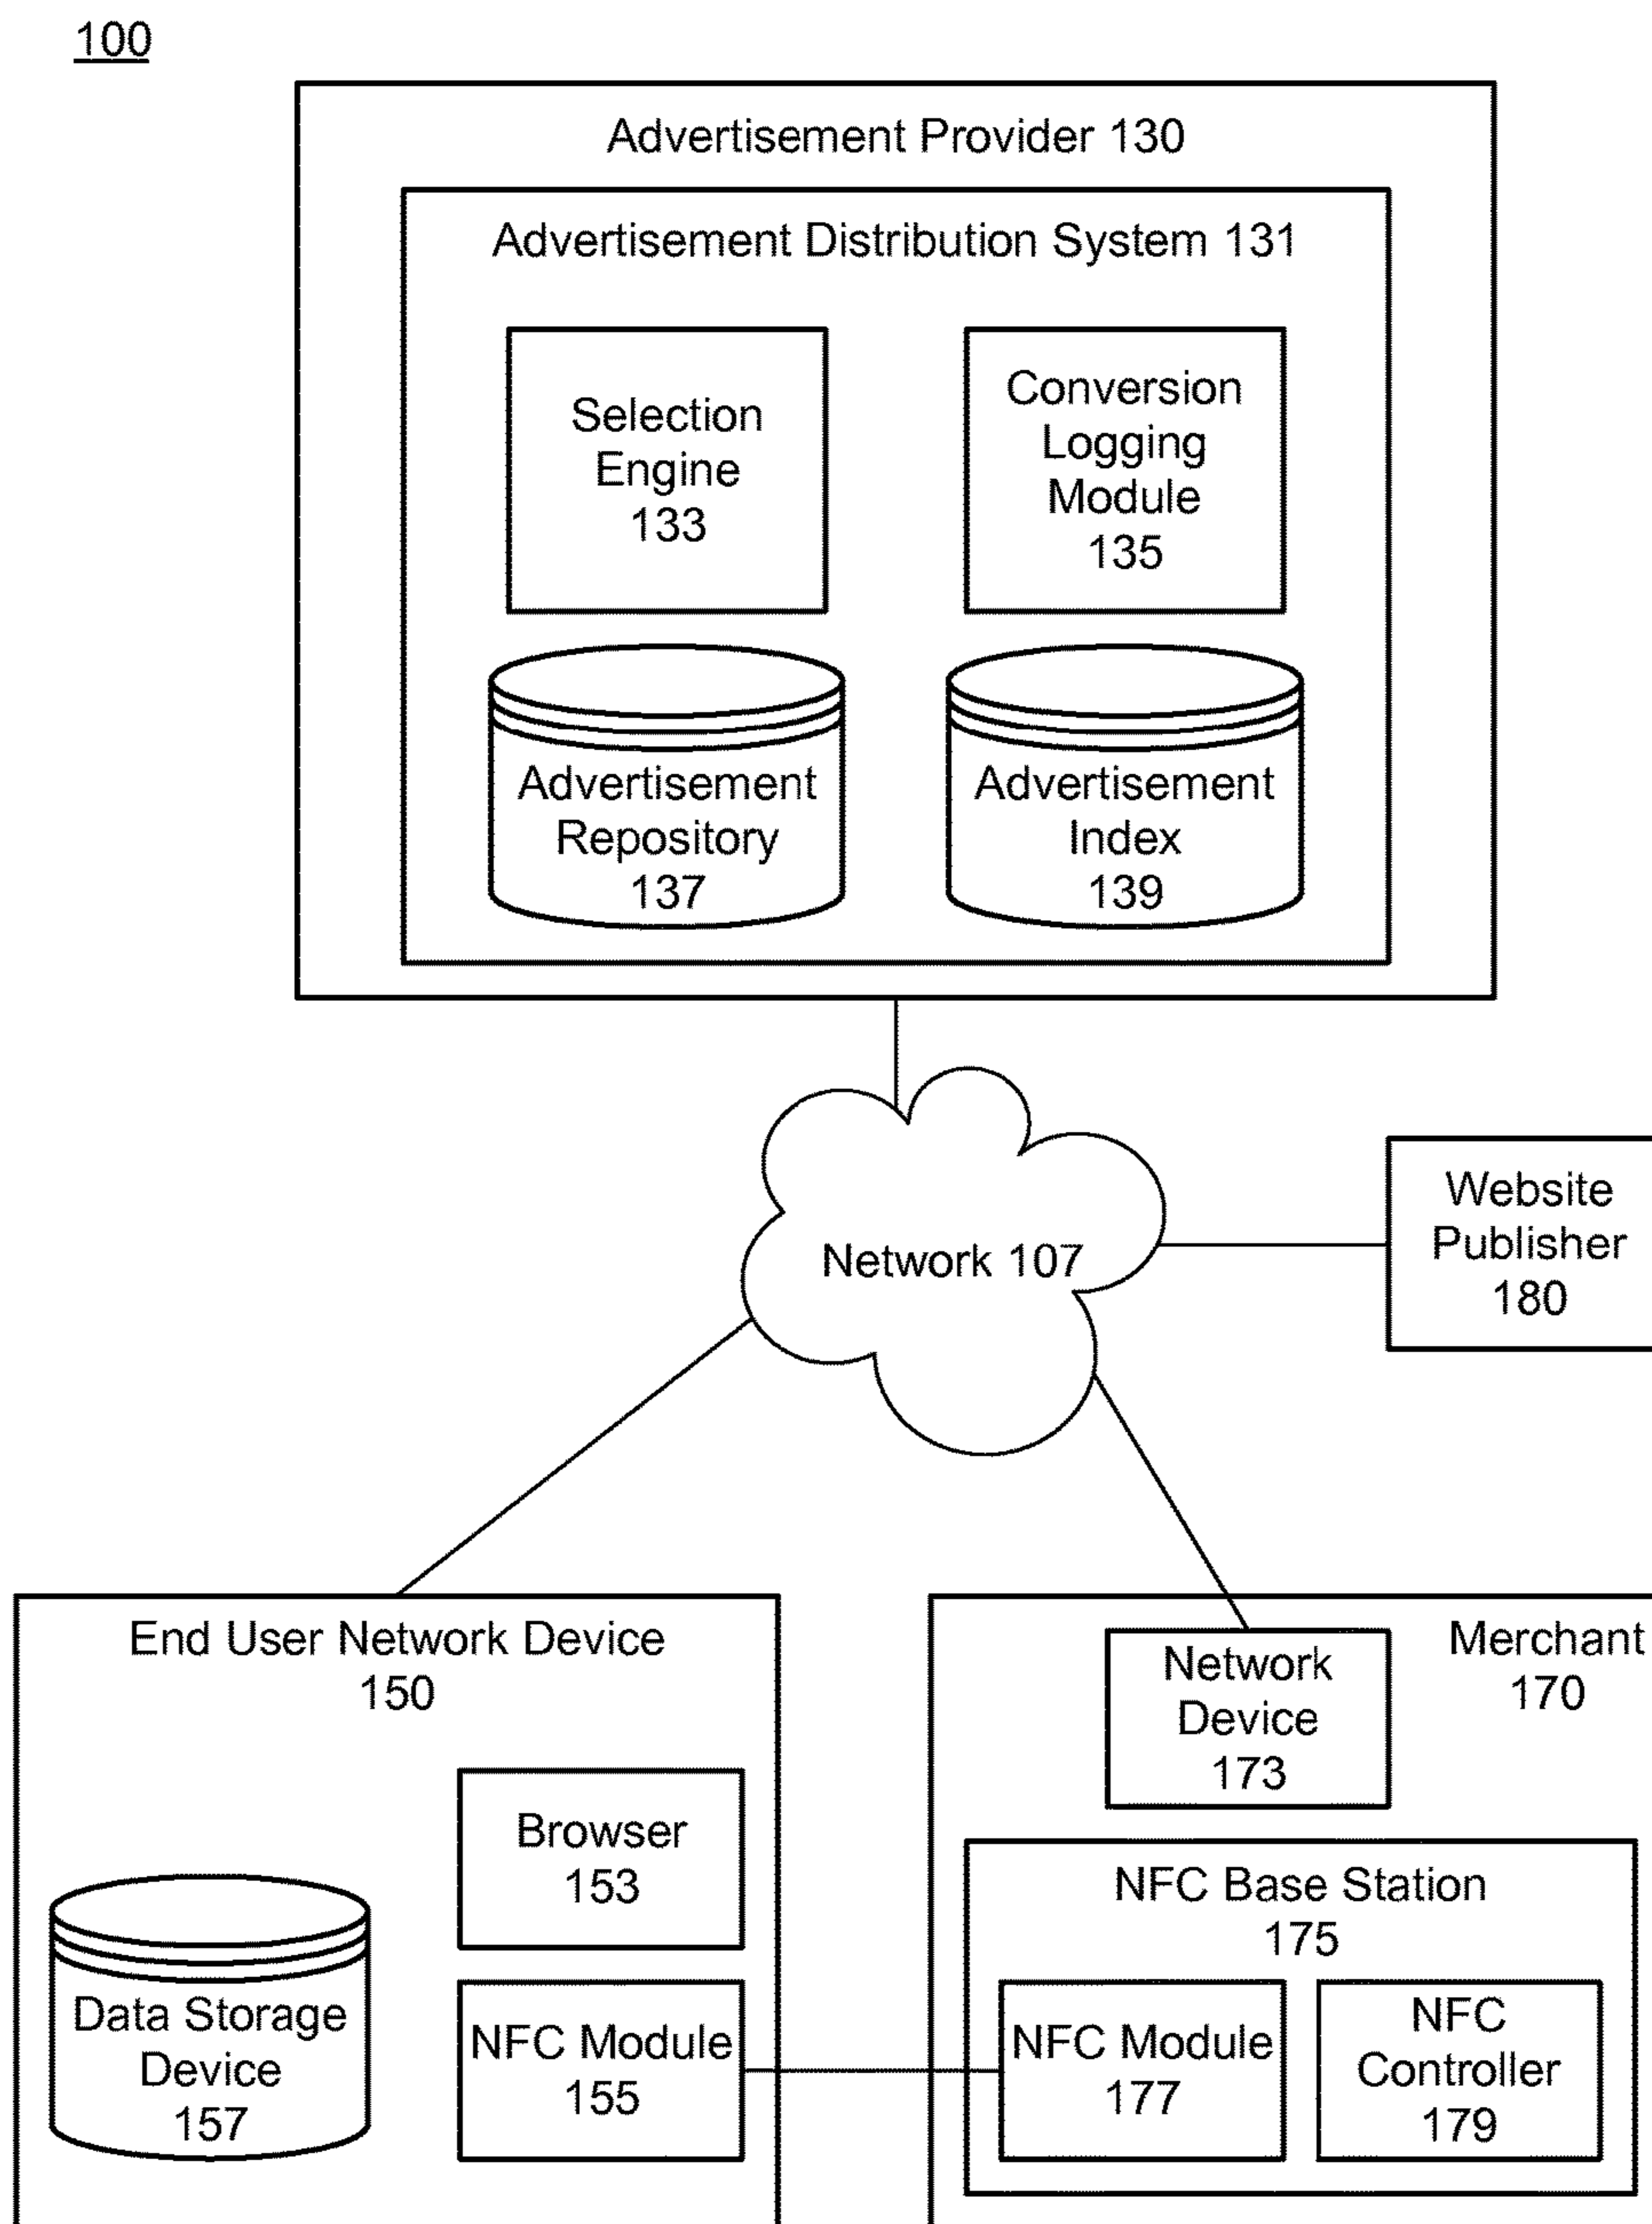 100
Advertisement Provider 130
Advertisement Distribution System 131
Selection
Engine
133
Conversion
Logging
Module
135
Advertisement
Repository
137
Advertisement
Index
139
Network 107
Website
Publisher
180
End User Network Device
150
Browser
153
Data Storage
Device
157
NFC Module
155
Merchant
170
Network
Device
173
NFC Base Station
175
NFC Module
177
NFC
Controller
179